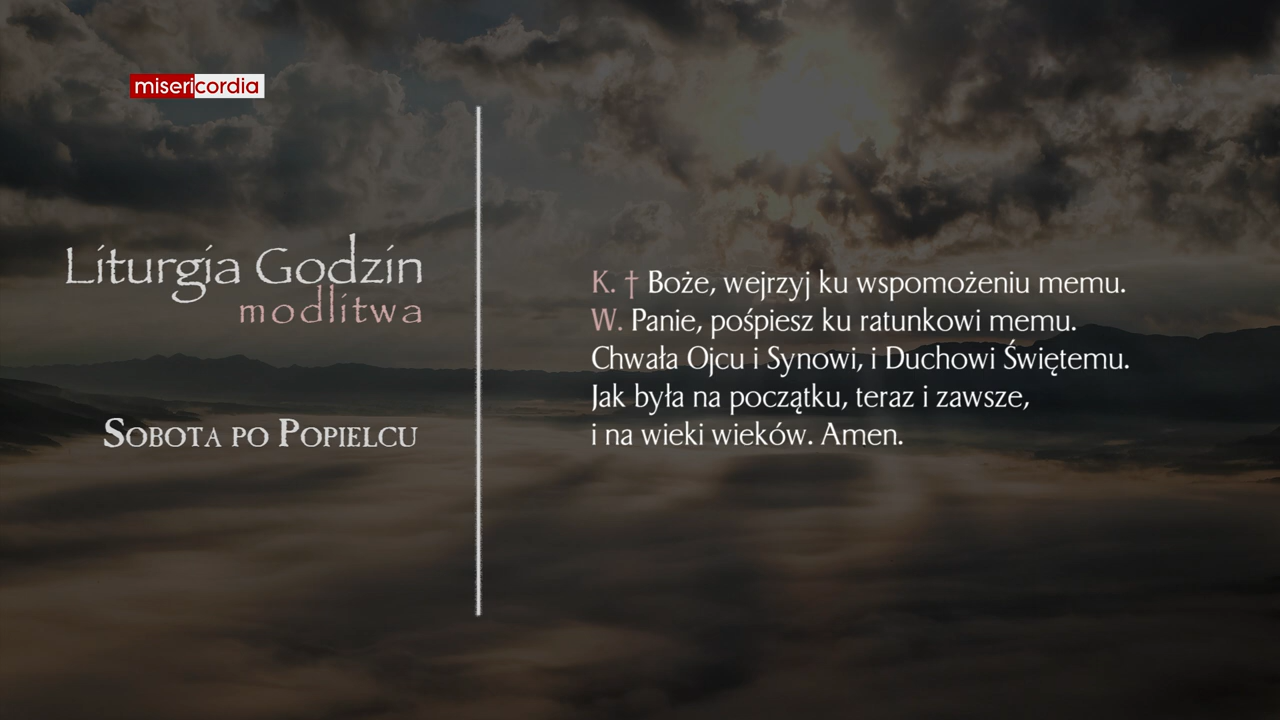 misericordia
Liturgia Godzin
modlitwa
Sobota po Popielcu
K. † Boże, wejrzyj ku wspomożeniu memu.
W. Panie, pośpiesz ku ratunkowi memu.
Chwała Ojcu i Synowi, i Duchowi Świętemu.
Jak była na początku, teraz i zawsze,
i na wieki wieków. Amen.